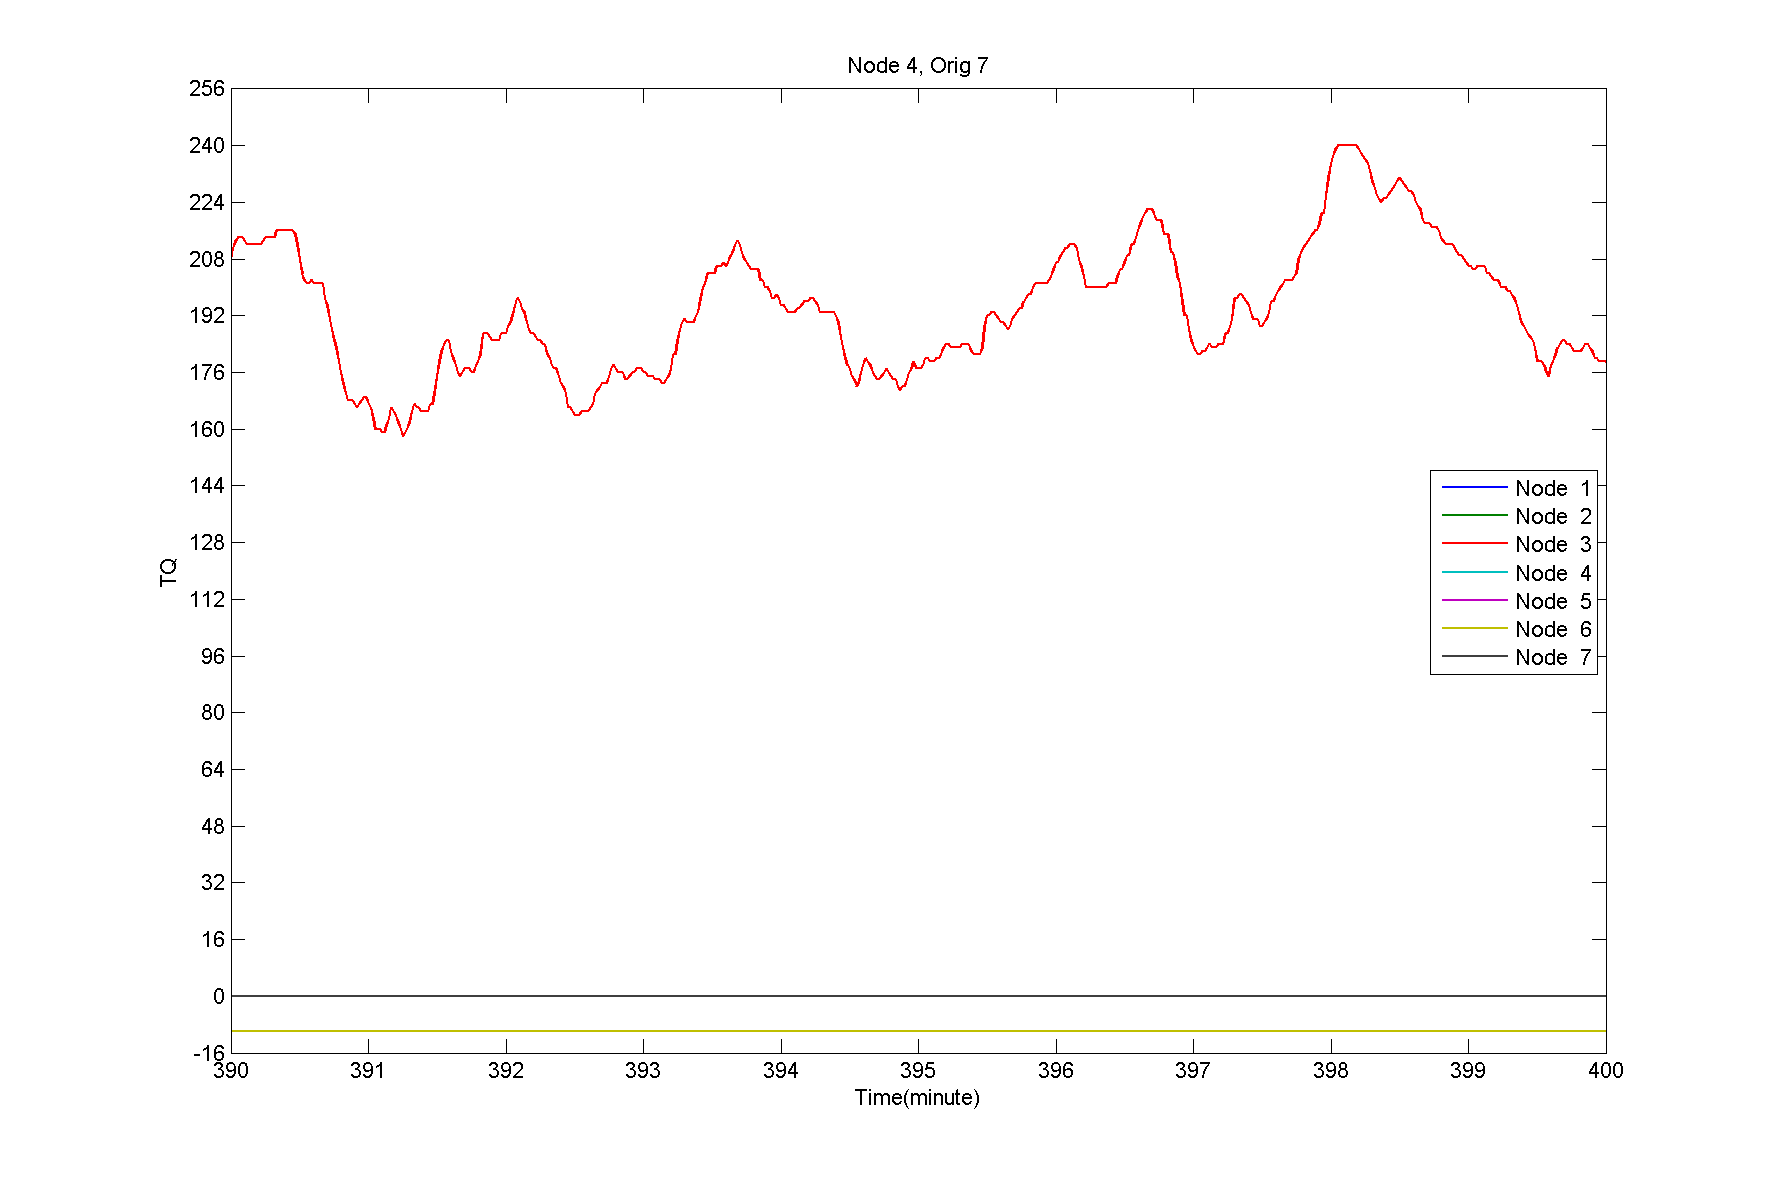 Node 4, Orig 7
256
240
224
208
192
176
160
144
128
112
96
80
64
48
32
16
0
-16
TQ
Node 1
Node 2
Node 3
Node 4
Node 5
Node 6
Node 7
390 391 392 393 394 395 396 397 398 399 400
Time(minute)